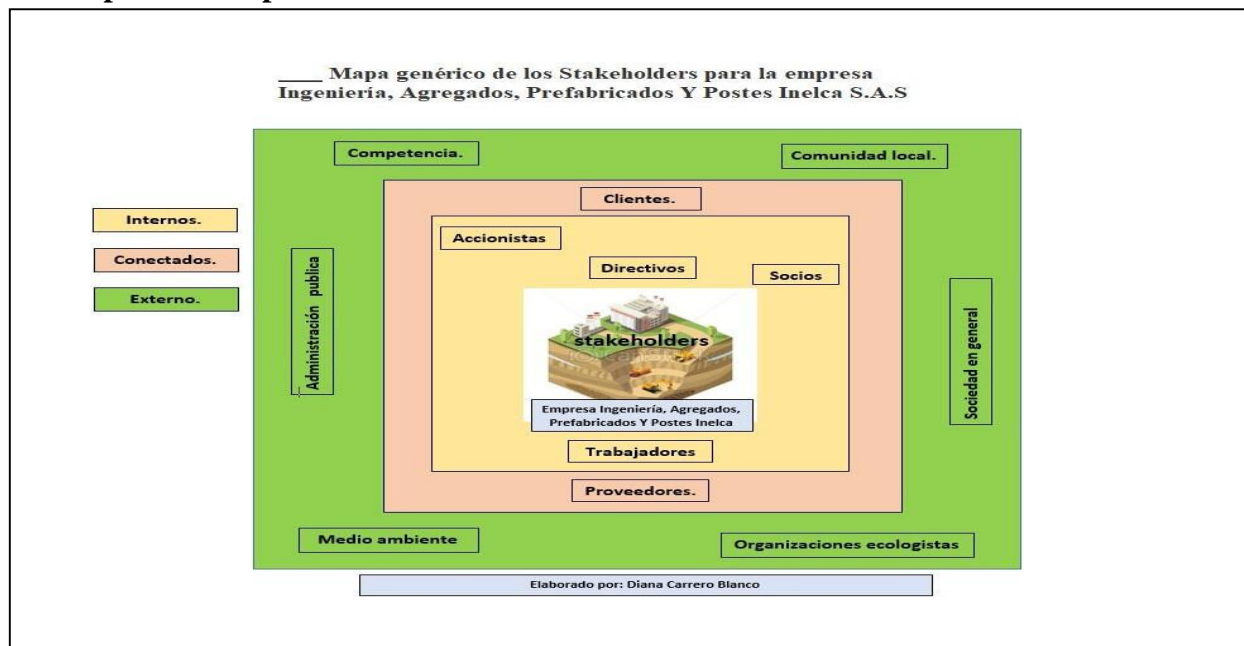 ____ Mapa genérico de los Stakeholders para la empresa
Ingeniería, Agregados, Prefabricados Y Postes Inelca S.A.S
Competencia.
Comunidad local.
Clientes.
Internos.
Conectados.
Externo.
Accionistas
Directivos
Socios
Administración publica
Sociedad en general
stakeholders
Empresa Ingeniería, Agregados,
Prefabricados Y Postes Inelca
Trabajadores
Proveedores.
Medio ambiente
Organizaciones ecologistas
Elaborado por: Diana Carrero Blanco